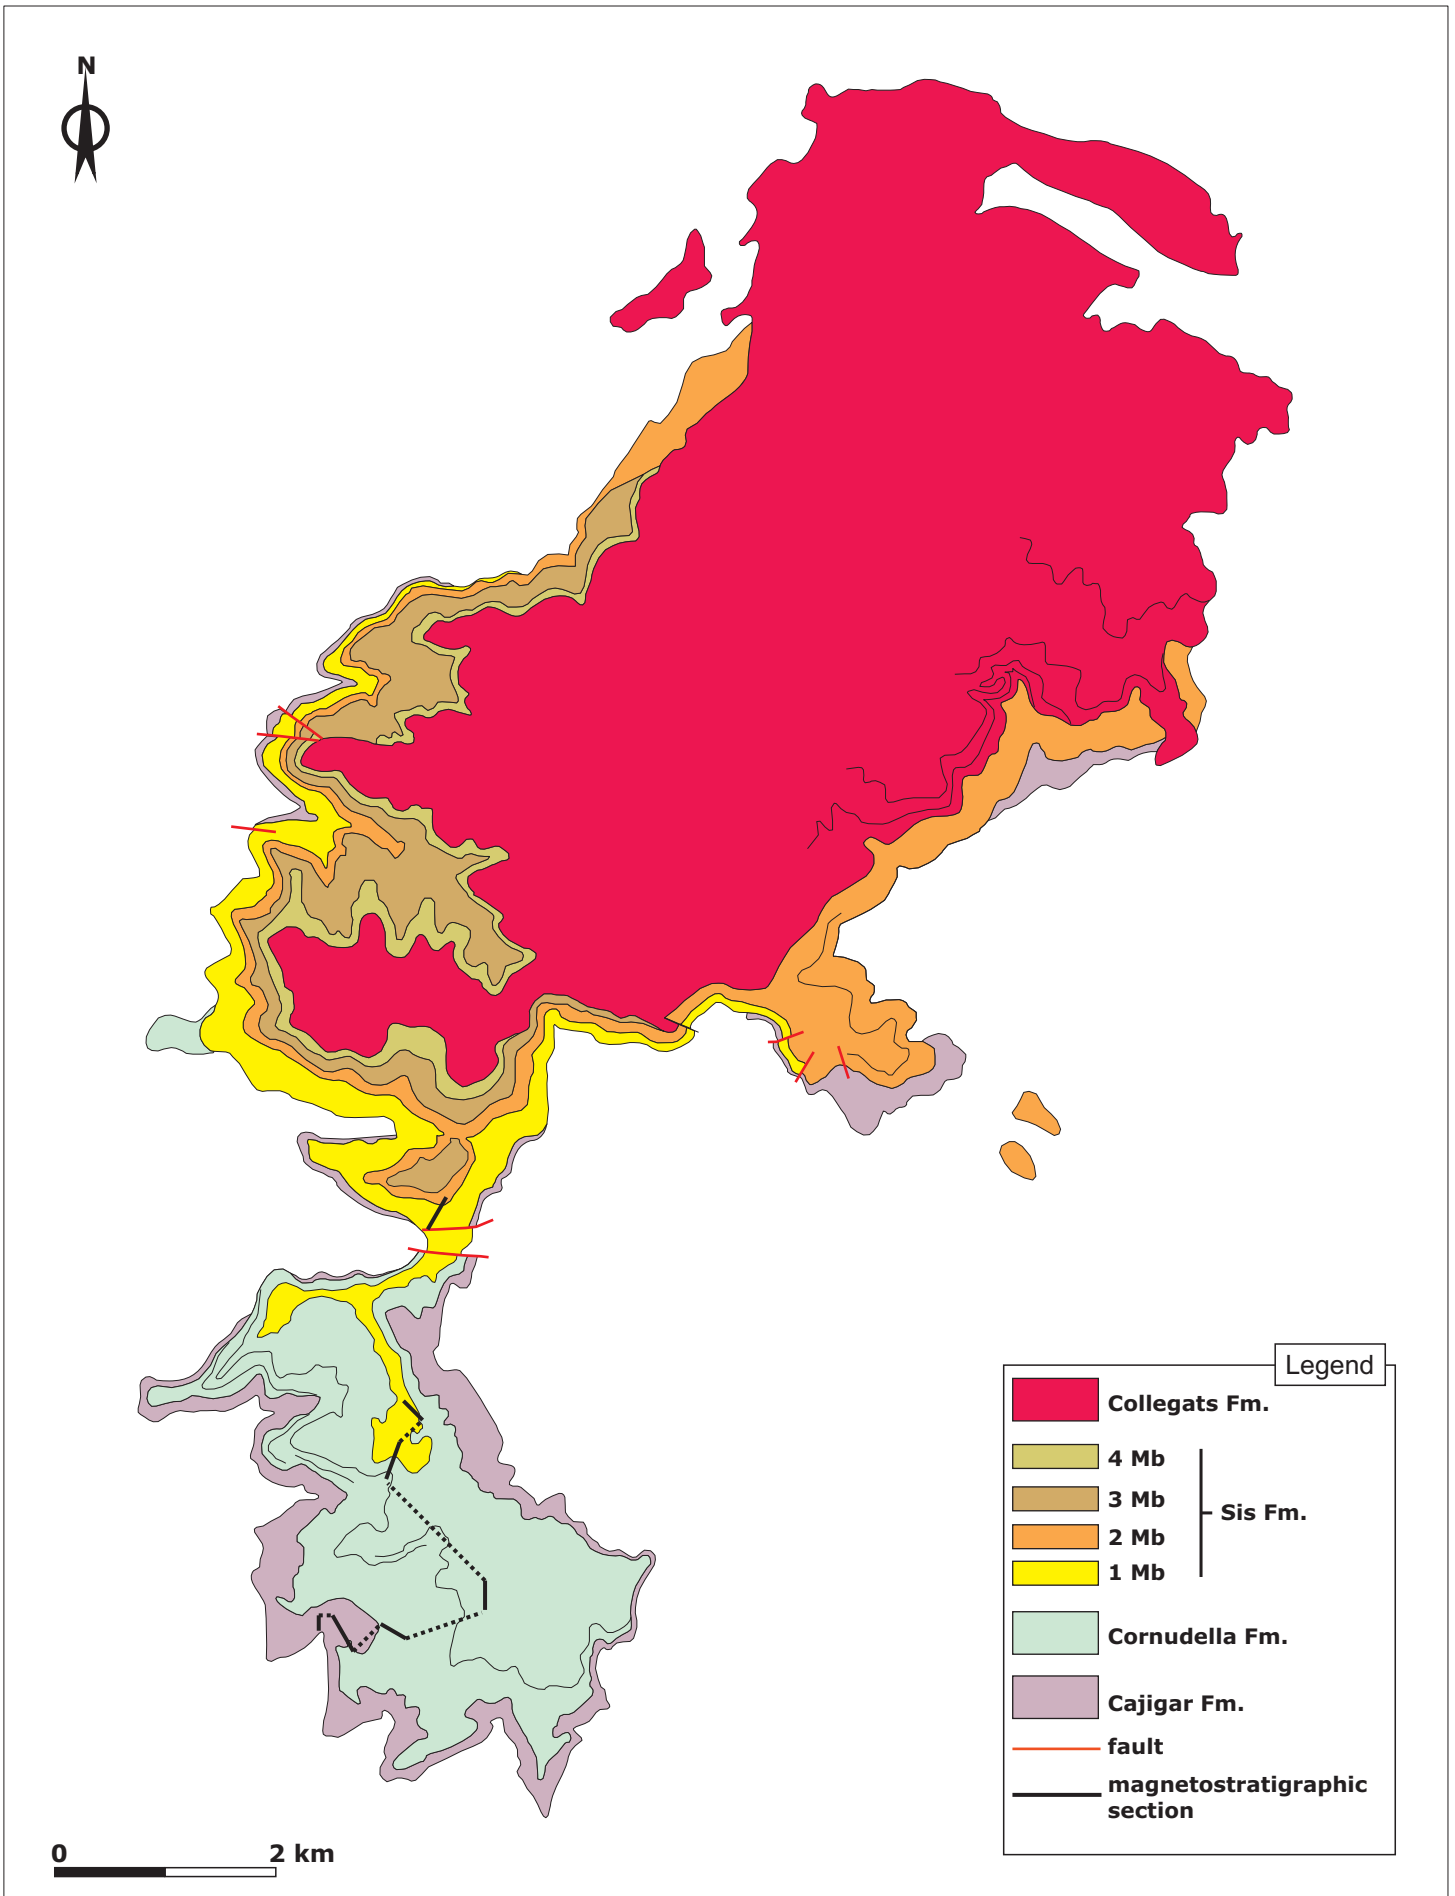 N
Legend
Collegats Fm.
4 Mb
3 Mb
Sis Fm.
2 Mb
1 Mb
Cornudella Fm.
Cajigar Fm.
fault
magnetostratigraphic
section
0 2 km